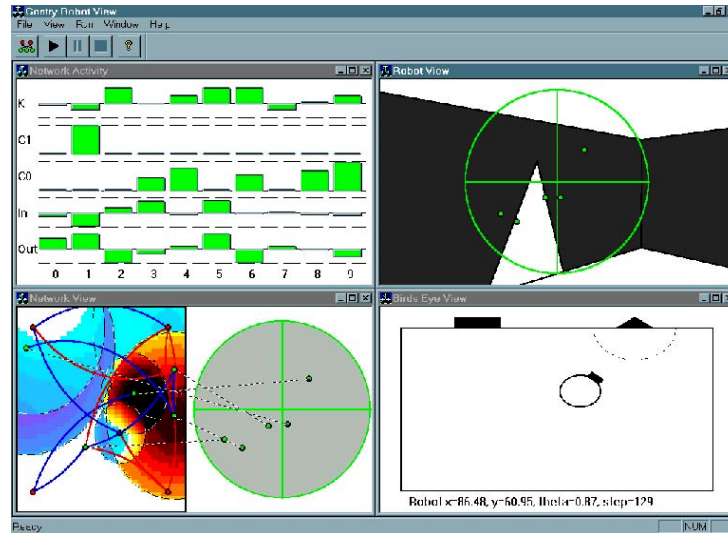 Gantry Robot View
File View Run Window Help
?
Network Activity
K
C1
C0
In
Out
0 1 2 3 4 5 6 7 8 9
Robot View
Network View
Birds Eye View
Robot x=86.48, y=60.95, theta=0.87, step=129
Ready
NUM